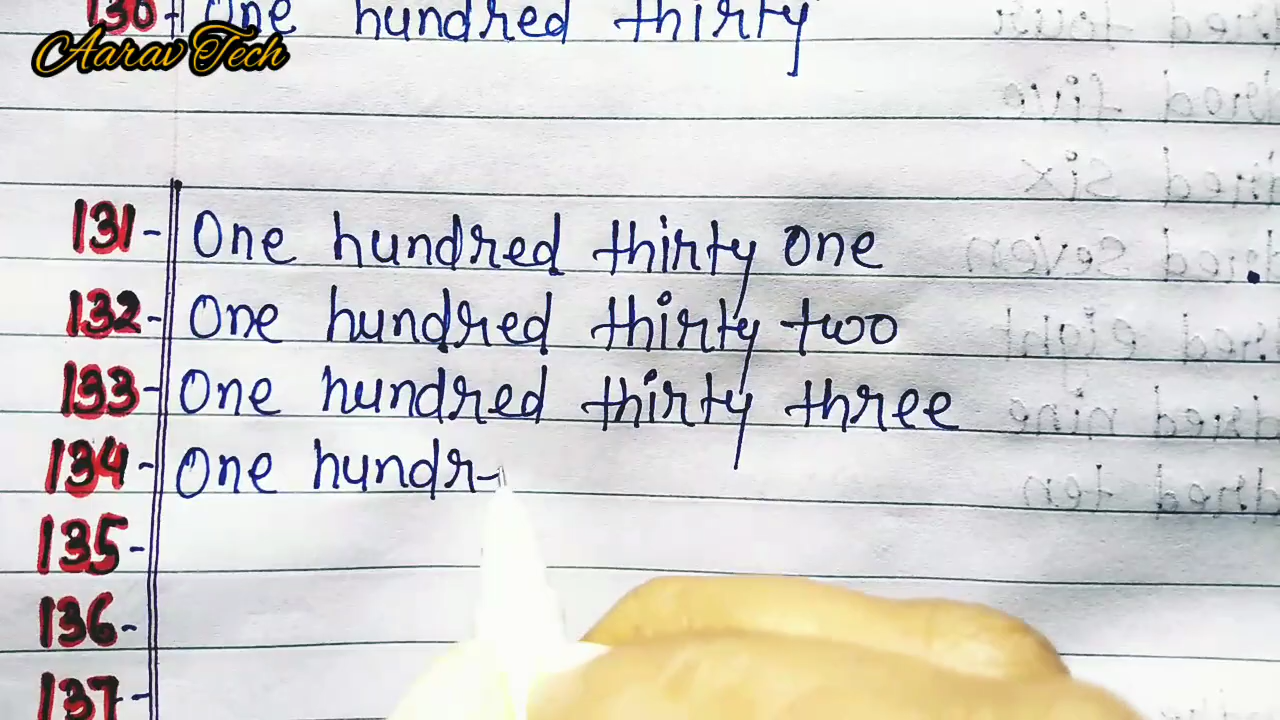 130- One hundred thirty
Aarav Tech
131- One hundred thirty one
132- One hundred thirty two
133- One hundred thirty three
134- One hundr
135-
136-
137-